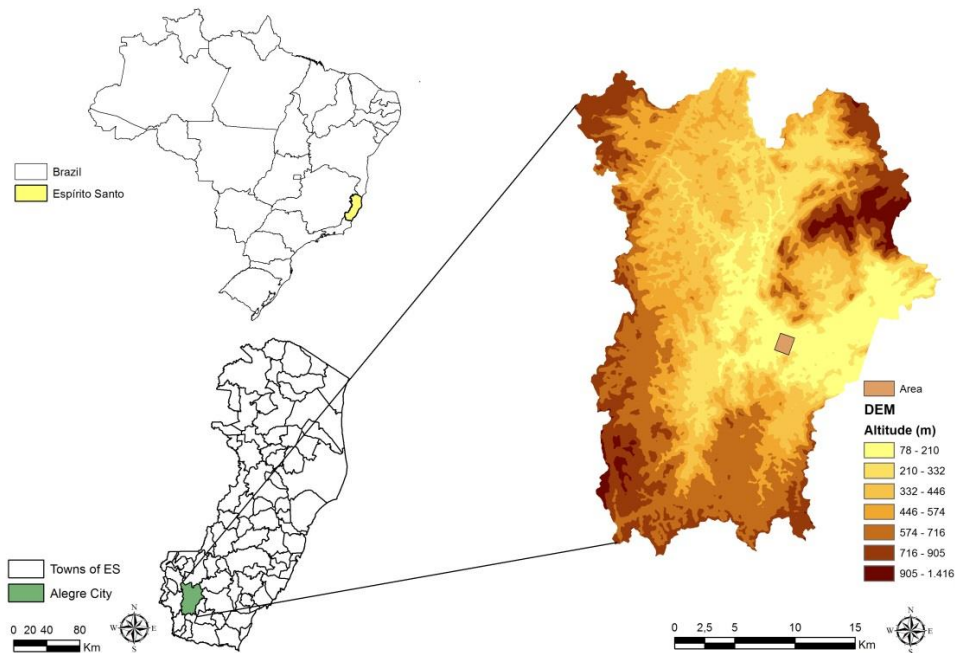 Brazil
Espírito Santo
Towns of ES
Alegre City
0 20 40 80
Km
N
W E
S
Area
DEM
Altitude (m)
78 - 210
210 - 332
332 - 446
446 - 574
574 - 716
716 - 905
905 - 1.416
0 2,5 5 10 15
Km
N
W E
S